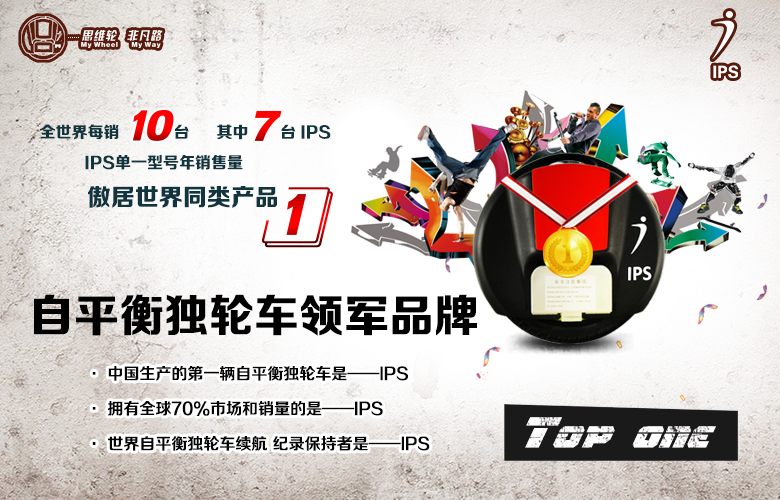 思维轮 非凡路
My Wheel My Way
IPS
全世界每销 10台 其中 7台 IPS
IPS单一型号年销售量
傲居世界同类产品 1
1
IPS
自平衡独轮车领军品牌
· 中国生产的第一辆自平衡独轮车是——IPS
· 拥有全球70%市场和销量的是——IPS
· 世界自平衡独轮车续航 纪录保持者是——IPS
Top one